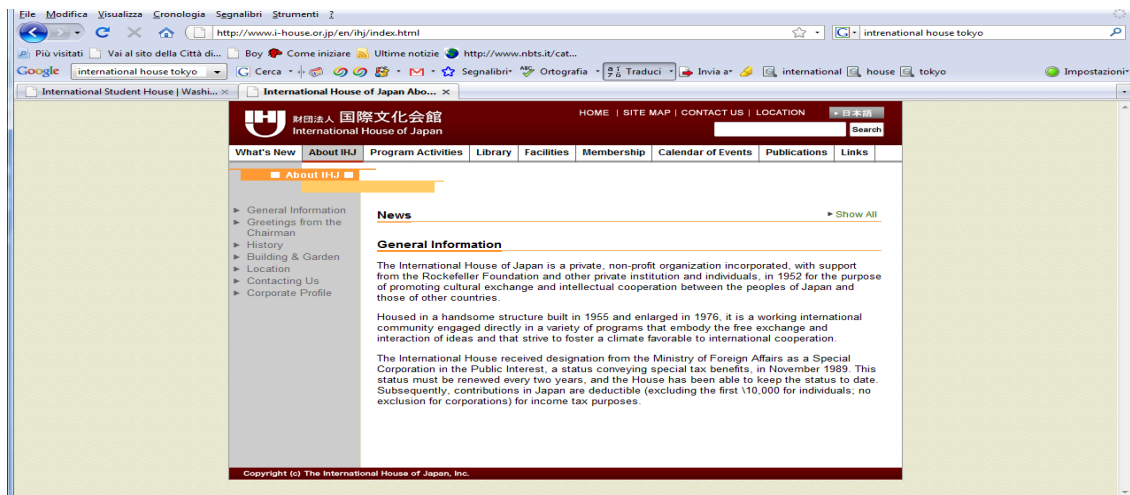 File Modifica Visualizza Cronologia Segnalibri Strumenti ?
http://www.i-house.or.jp/en/ihj/index.html intrenational house tokyo
Più visitati Vai al sito della Città di... Boy Come iniziare Ultime notizie http://www.nbts.it/cat...
Google international house tokyo Cerca Segnalibri Ortografia Traduci Invia a international house tokyo Impostazioni
International Student House | Washi... International House of Japan Abo...
HOME | SITE MAP | CONTACT US | LOCATION 日本語
財団法人 国際文化会館
International House of Japan
Search
What's New About IHJ Program Activities Library Facilities Membership Calendar of Events Publications Links
About IHJ
General Information
Greetings from the
Chairman
History
Building & Garden
Location
Contacting Us
Corporate Profile
News Show All
General Information
The International House of Japan is a private, non-profit organization incorporated, with support
from the Rockefeller Foundation and other private institution and individuals, in 1952 for the purpose
of promoting cultural exchange and intellectual cooperation between the peoples of Japan and
those of other countries.
Housed in a handsome structure built in 1955 and enlarged in 1976, it is a working international
community engaged directly in a variety of programs that embody the free exchange and
interaction of ideas and that strive to foster a climate favorable to international cooperation.
The International House received designation from the Ministry of Foreign Affairs as a Special
Corporation in the Public Interest, a status conveying special tax benefits, in November 1989. This
status must be renewed every two years, and the House has been able to keep the status to date.
Subsequently, contributions in Japan are deductible (excluding the first \10,000 for individuals; no
exclusion for corporations) for income tax purposes.
Copyright (c) The International House of Japan, Inc.